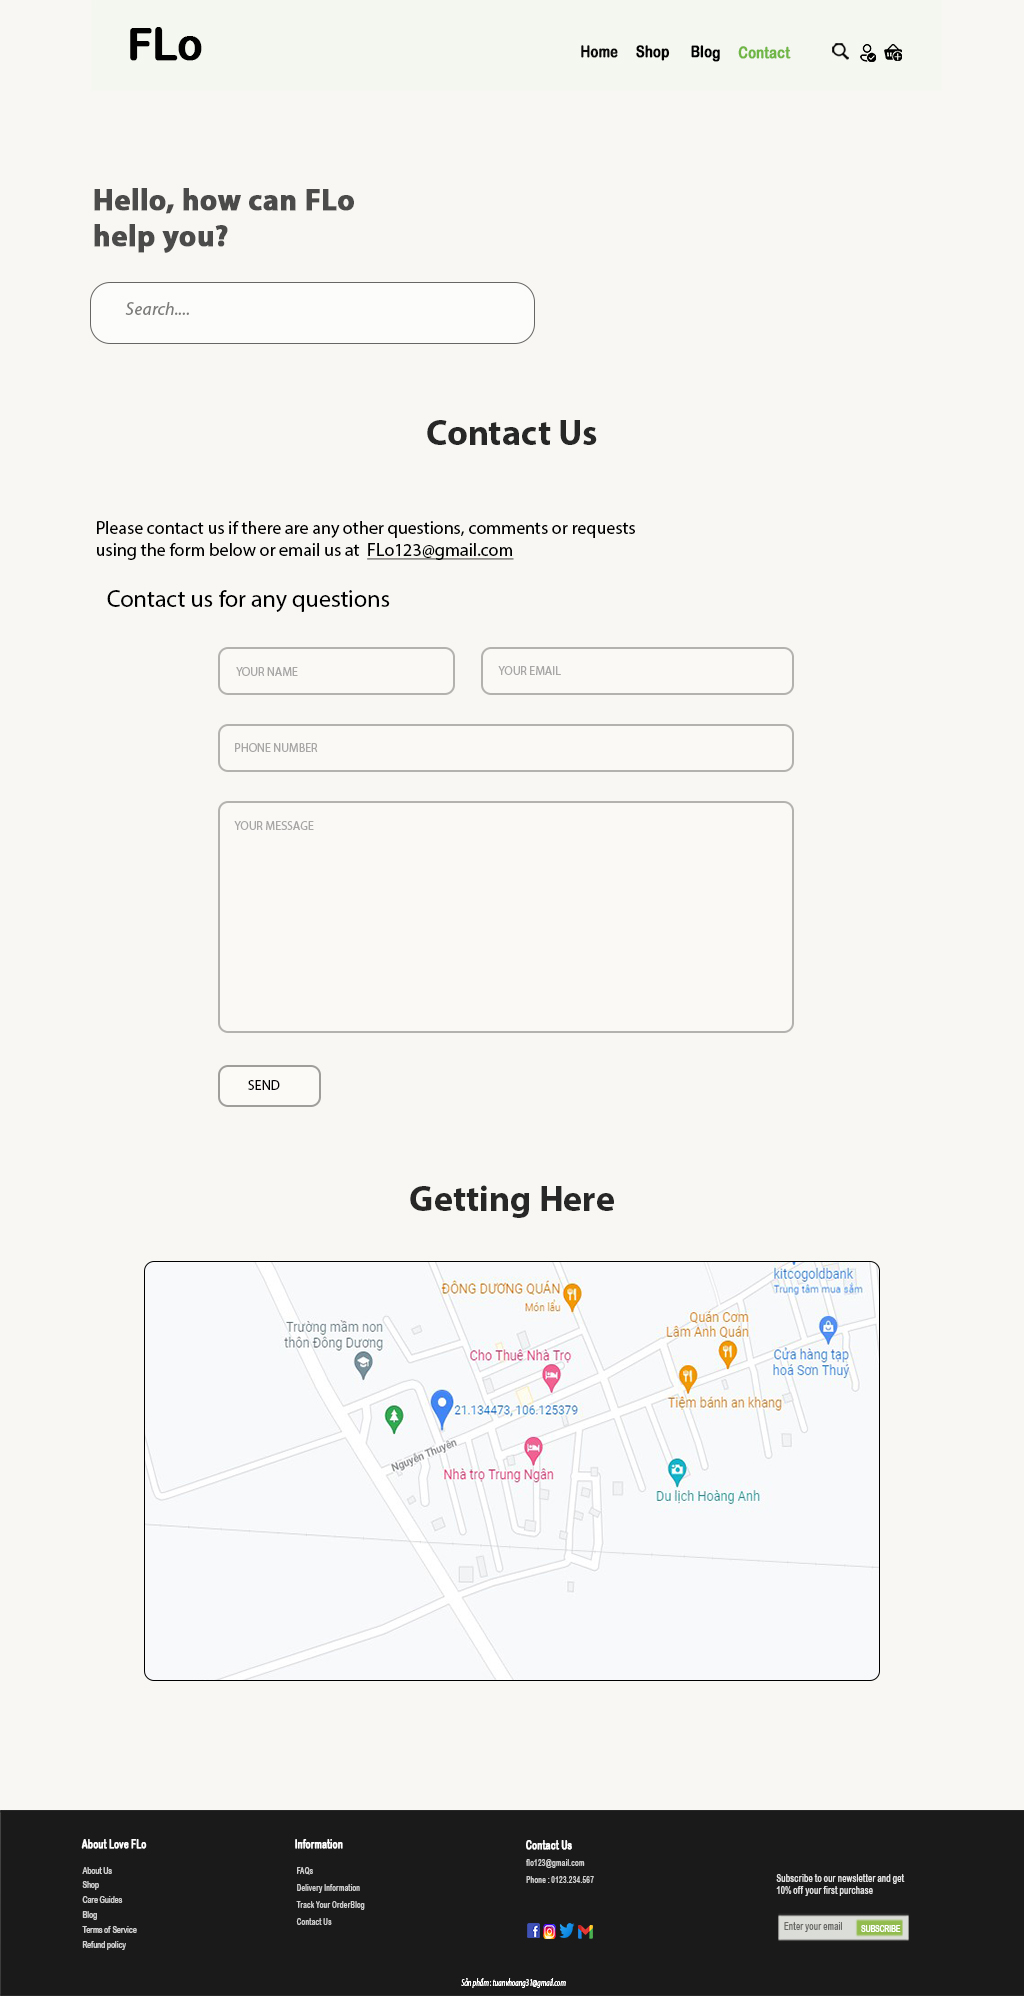 FLo
Home Shop Blog Contact
Hello, how can FLo
help you?
Search....
Contact Us
Please contact us if there are any other questions, comments or requests
using the form below or email us at FLo123@gmail.com
Contact us for any questions
YOUR NAME
YOUR EMAIL
PHONE NUMBER
YOUR MESSAGE
SEND
Getting Here
kitcogoldbank
Trung tâm mua sắm
ĐÔNG DƯƠNG QUÁN
Món lẩu
Quán Cơm
Lâm Anh Quán
Trường mầm non
thôn Đông Dương
Cho Thuê Nhà Trọ
Cửa hàng tạp
hoá Sơn Thuỷ
Tiệm bánh an khang
21.134473, 106.125379
Nguyễn Thuyên
Nhà trọ Trung Ngân
Du lịch Hoàng Anh
About Love FLo
About Us
Shop
Care Guides
Blog
Terms of Service
Refund policy
Information
FAQs
Delivery Information
Track Your OrderBlog
Contact Us
Contact Us
flo123@gmail.com
Phone : 0123.234.567
Subscribe to our newsletter and get
10% off your first purchase
Enter your email
SUBSCRIBE
Sản phẩm : tuanvhoang31@gmail.com